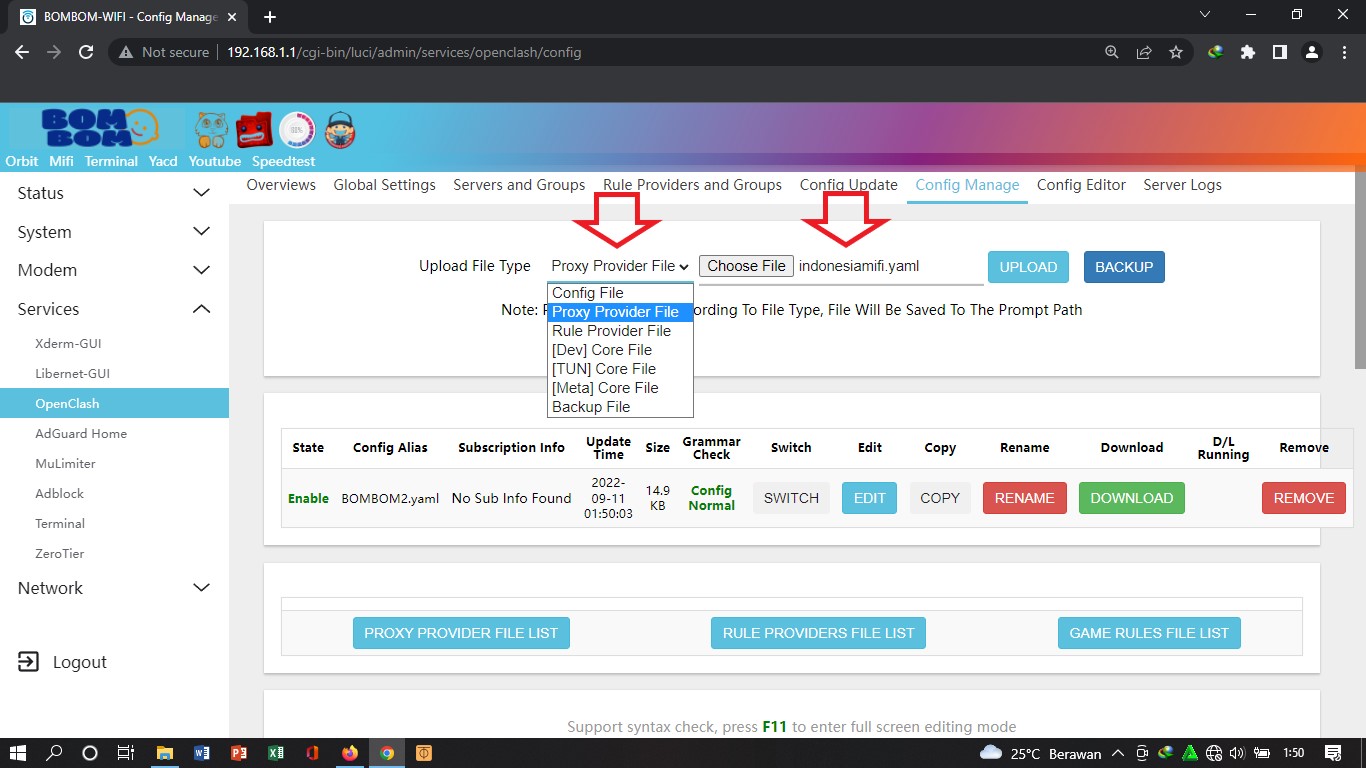 BOMBOM-WIFI - Config Manage
Not secure
192.168.1.1/cgi-bin/luci/admin/services/openclash/config
BOM
BOM
Orbit Mifi Terminal Yacd Youtube Speedtest
Status
System
Modem
Services
Xderm-GUI
Libernet-GUI
OpenClash
AdGuard Home
MuLimiter
Adblock
Terminal
ZeroTier
Network
Logout
Overviews Global Settings Servers and Groups Rule Providers and Groups Config Update Config Manage Config Editor Server Logs
Upload File Type Proxy Provider File Choose File indonesiamifi.yaml UPLOAD BACKUP
Config File
Proxy Provider File
Rule Provider File
[Dev] Core File
[TUN] Core File
[Meta] Core File
Backup File
Note: ording To File Type, File Will Be Saved To The Prompt Path
State Config Alias Subscription Info Update Time Size Grammar Check Switch Edit Copy Rename Download D/L Running Remove
Enable BOMBOM2.yaml No Sub Info Found 2022-09-11 01:50:03 14.9 KB Config Normal SWITCH EDIT COPY RENAME DOWNLOAD REMOVE
PROXY PROVIDER FILE LIST RULE PROVIDERS FILE LIST GAME RULES FILE LIST
Support syntax check, press F11 to enter full screen editing mode
25°C Berawan 1:50